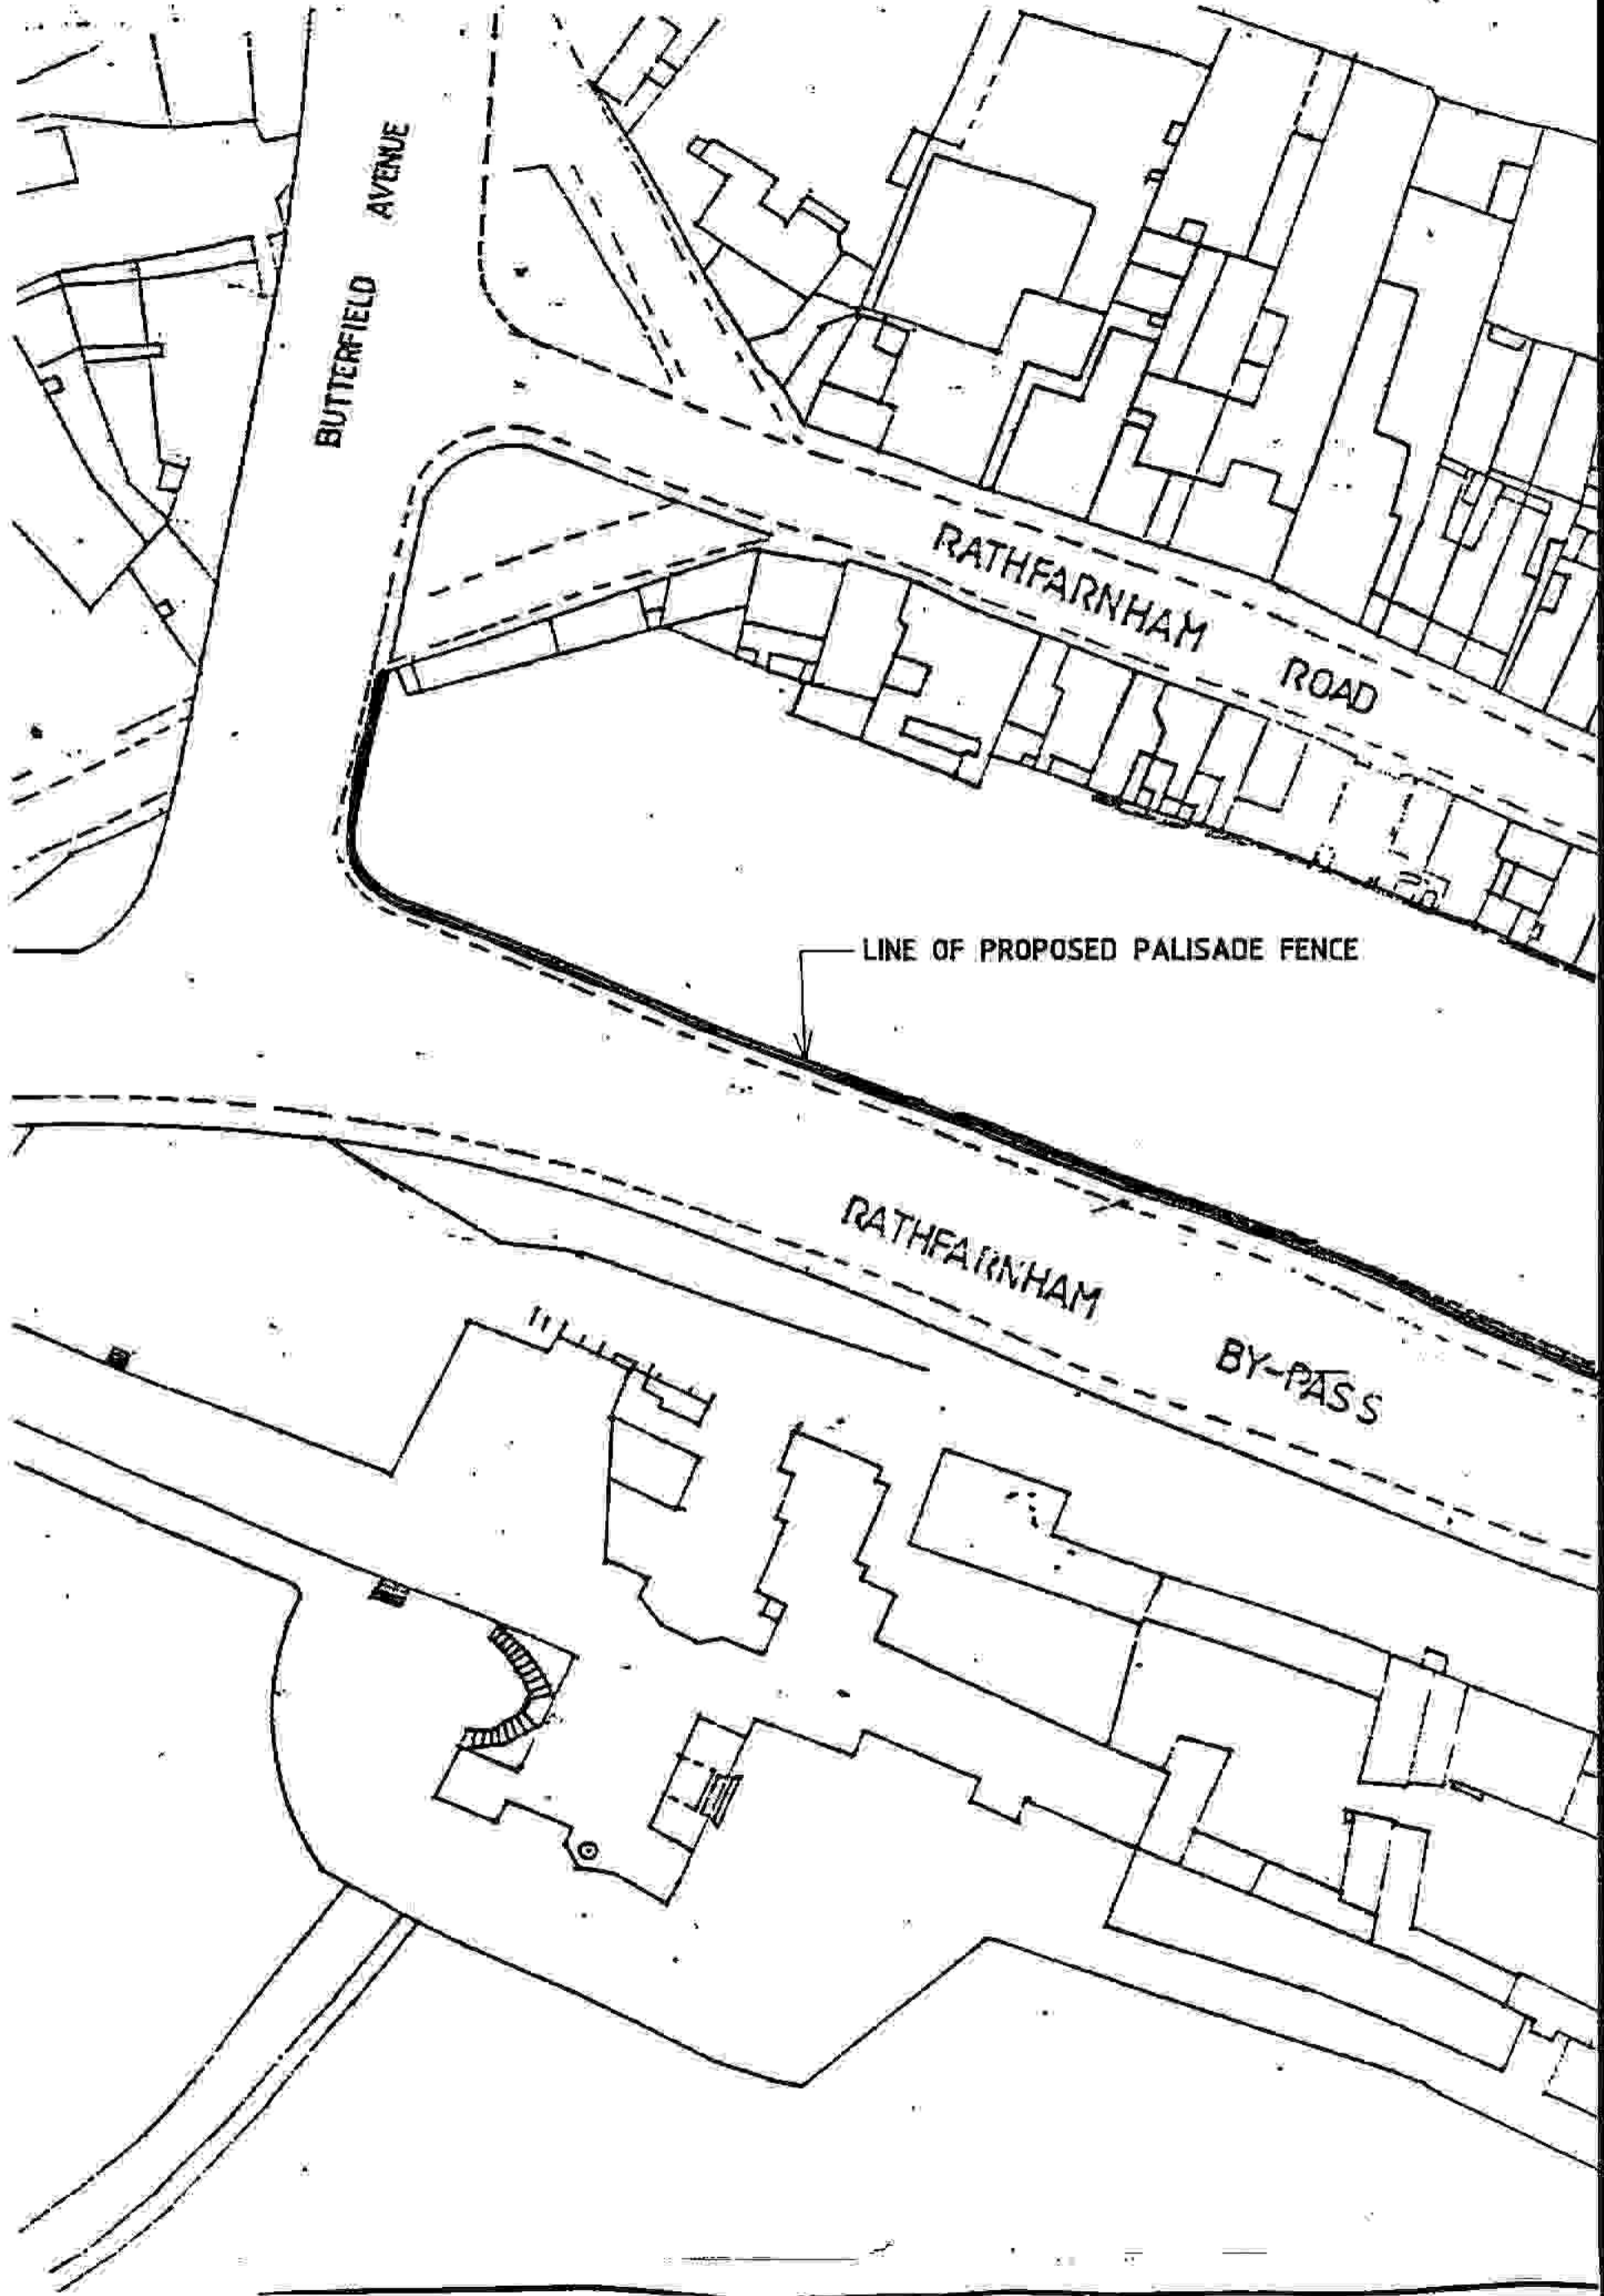 BUTTERFIELD AVENUE
RATHFARNHAM ROAD
LINE OF PROPOSED PALISADE FENCE
RATHFARNHAM BY-PASS